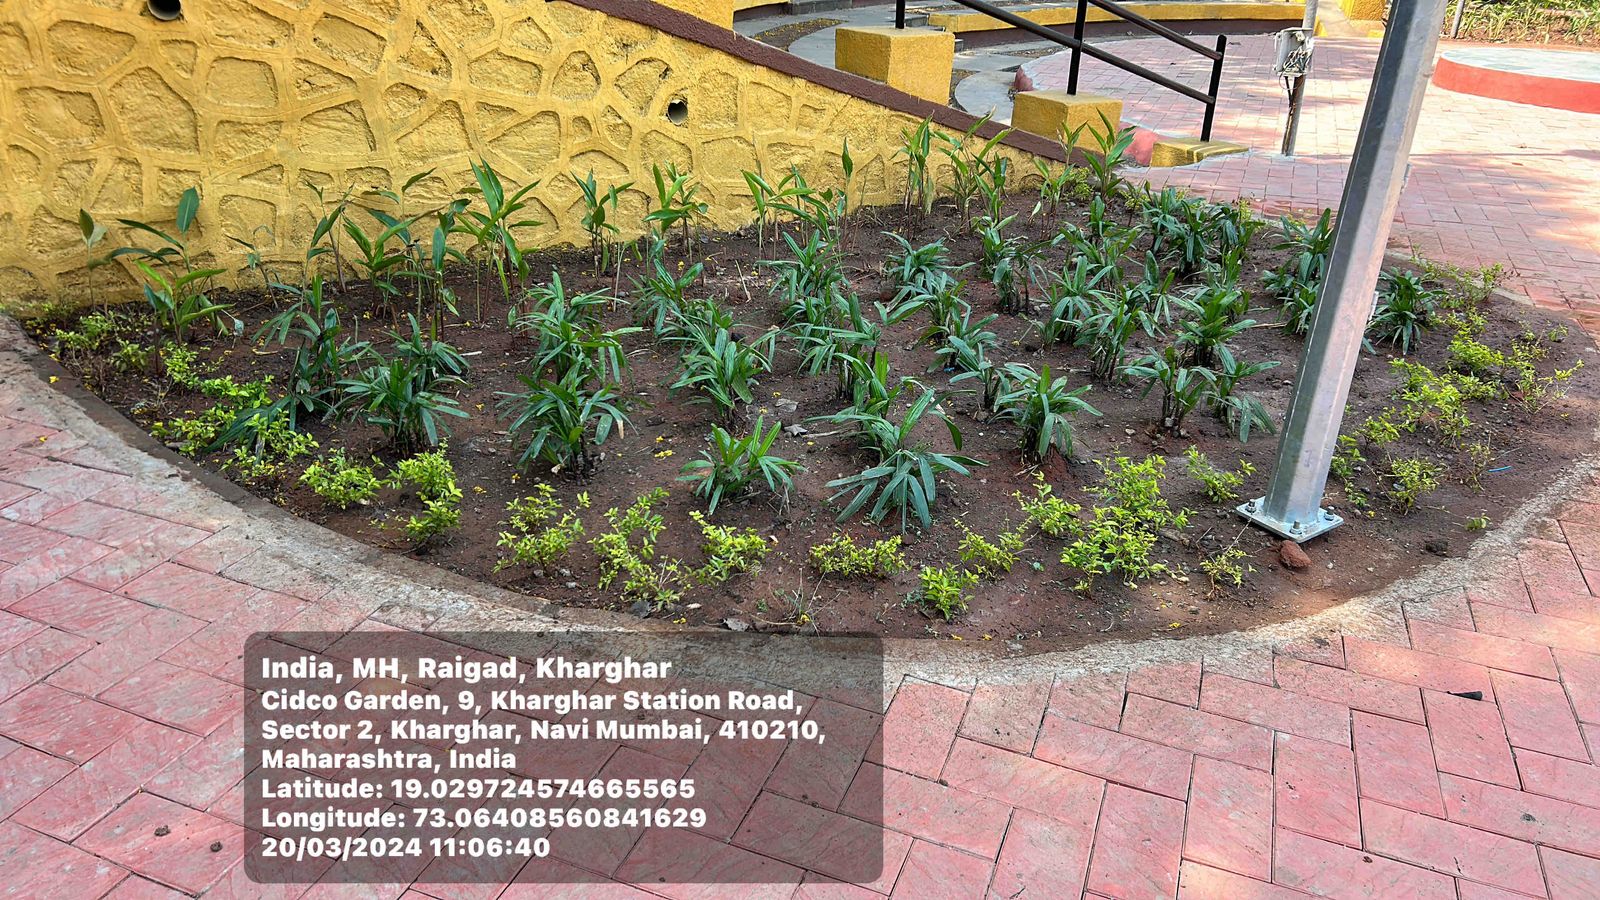 India, MH, Raigad, Kharghar
Cidco Garden, 9, Kharghar Station Road,
Sector 2, Kharghar, Navi Mumbai, 410210,
Maharashtra, India
Latitude: 19.029724574665565
Longitude: 73.06408560841629
20/03/2024 11:06:40